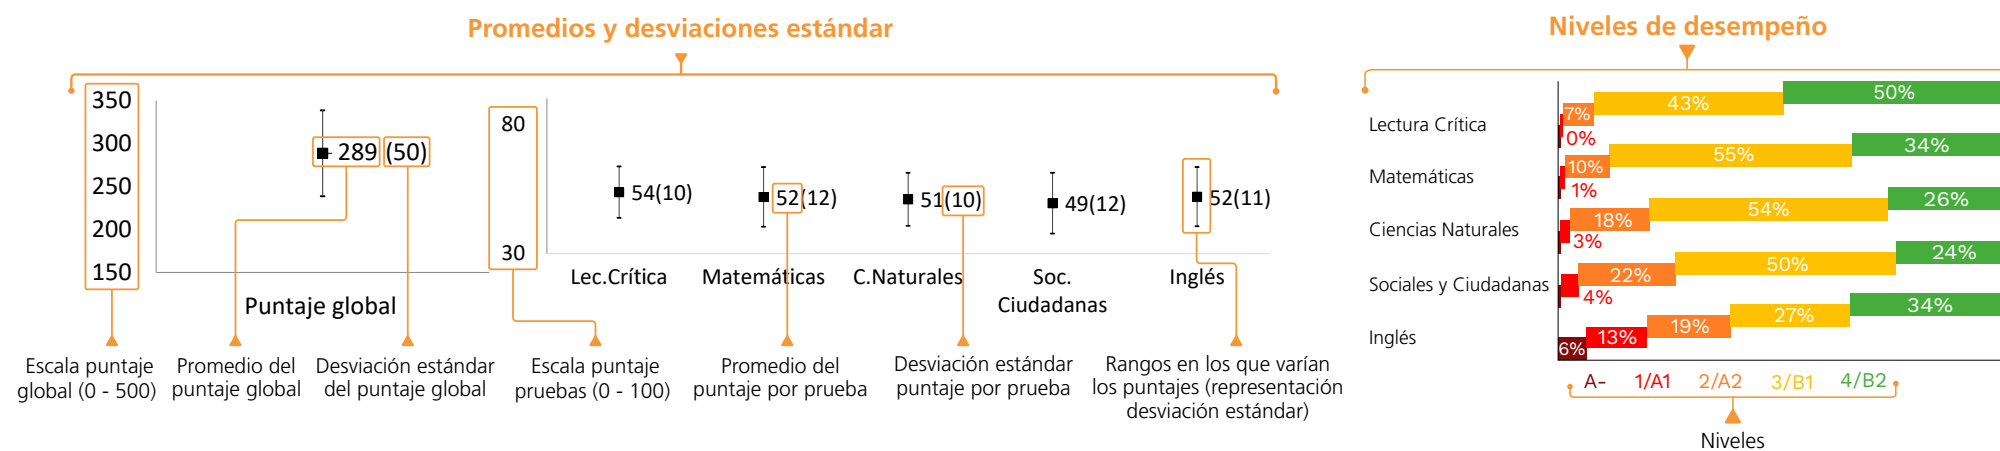 Promedios y desviaciones estándar
350
300
250
200
150
289 (50)
Puntaje global
80
30
54(10)
52(12)
51(10)
49(12)
52(11)
Lec.Crítica
Matemáticas
C.Naturales
Soc.
Ciudadanas
Inglés
Escala puntaje
global (0 - 500)
Promedio del
puntaje global
Desviación estándar
del puntaje global
Escala puntaje
pruebas (0 - 100)
Promedio del
puntaje por prueba
Desviación estándar
puntaje por prueba
Rangos en los que varían
los puntajes (representación
desviación estándar)
Niveles de desempeño
Lectura Crítica
0%
7%
43%
50%
Matemáticas
1%
10%
55%
34%
Ciencias Naturales
3%
18%
54%
26%
Sociales y Ciudadanas
4%
22%
50%
24%
Inglés
6%
13%
19%
27%
34%
A- 1/A1 2/A2 3/B1 4/B2
Niveles